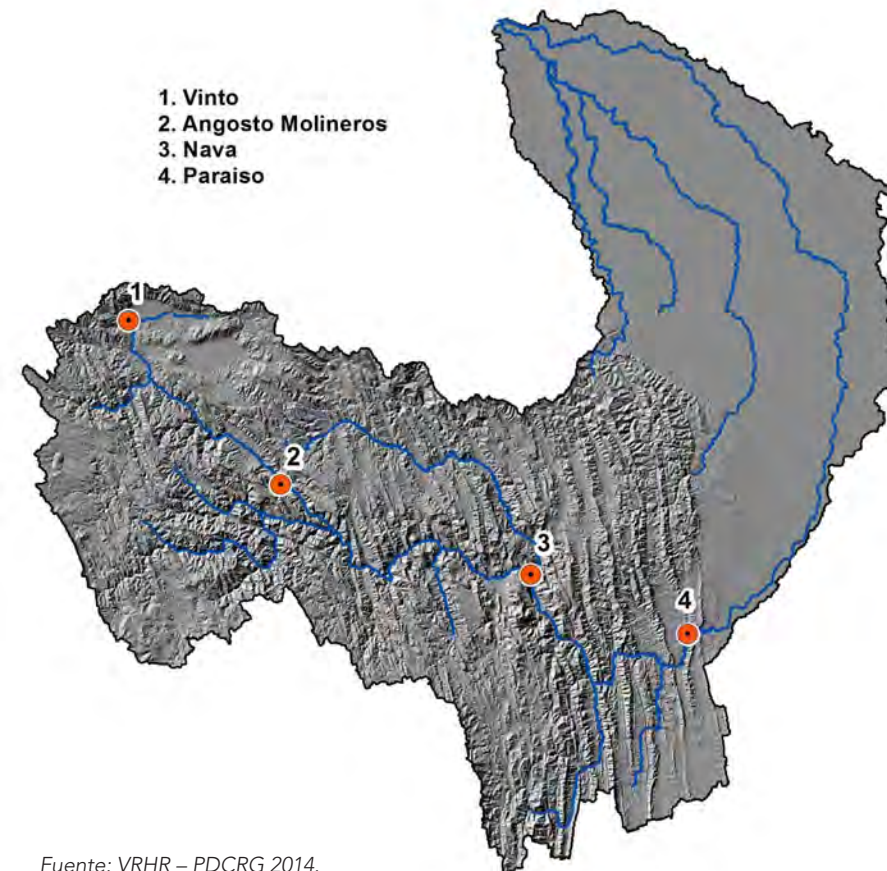 1. Vinto
2. Angosto Molineros
3. Nava
4. Paraiso
1
2
3
4
Fuente: VRHR – PDCRG 2014.